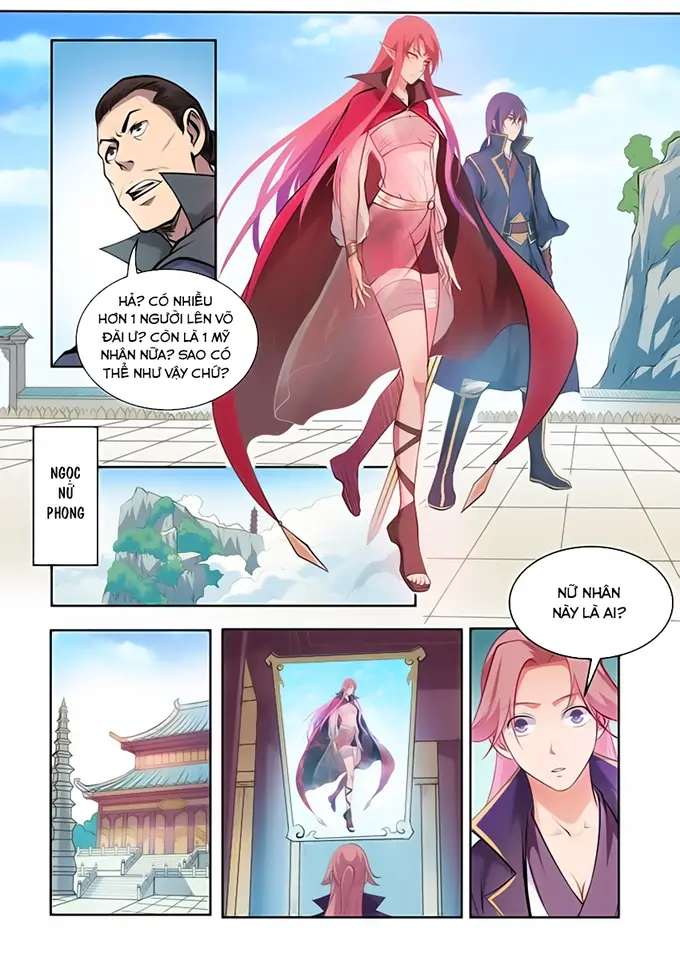 HẢ? CÓ NHIỀU
HƠN 1 NGƯỜI LÊN VÕ
ĐÀI Ư? CÒN LÀ 1 MỸ
NHÂN NỮA? SAO CÓ
THỂ NHƯ VẬY CHỨ?
NGỌC
NỮ
PHONG
NỮ NHÂN
NÀY LÀ AI?